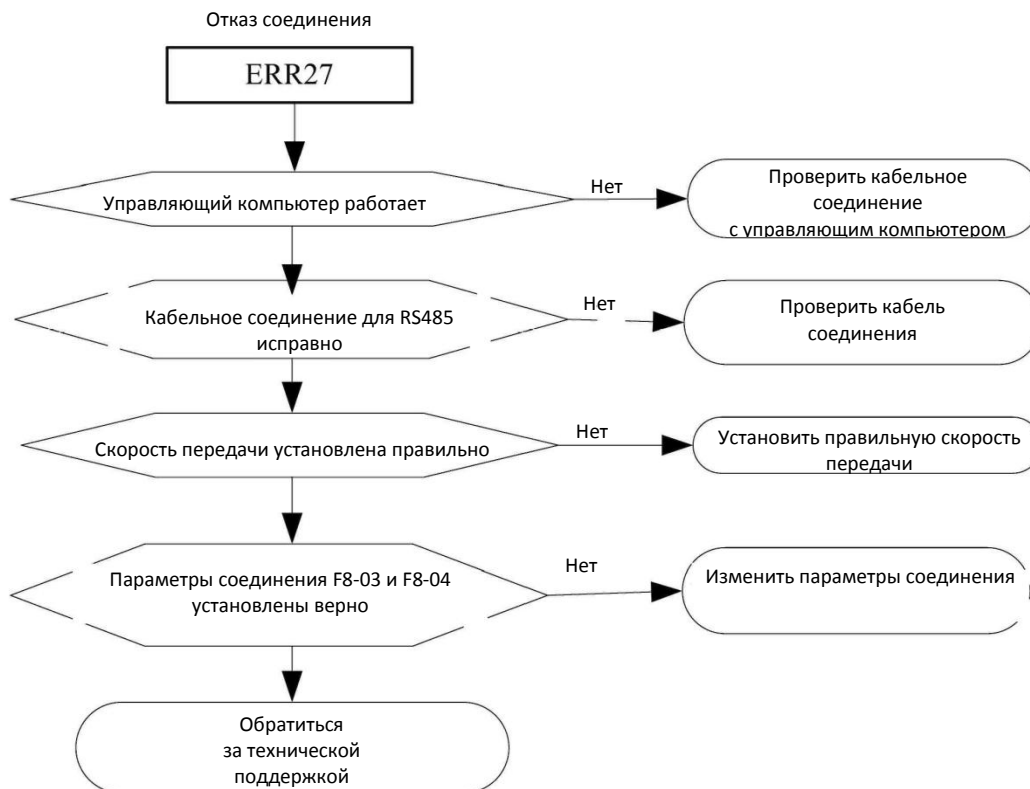 Отказ соединения
ERR27
Управляющий компьютер работает
Нет
Проверить кабельное
соединение
с управляющим компьютером
Кабельное соединение для RS485
исправно
Нет
Проверить кабель
соединения
Скорость передачи установлена правильно
Нет
Установить правильную скорость
передачи
Параметры соединения F8-03 и F8-04
установлены верно
Нет
Изменить параметры соединения
Обратиться
за технической
поддержкой